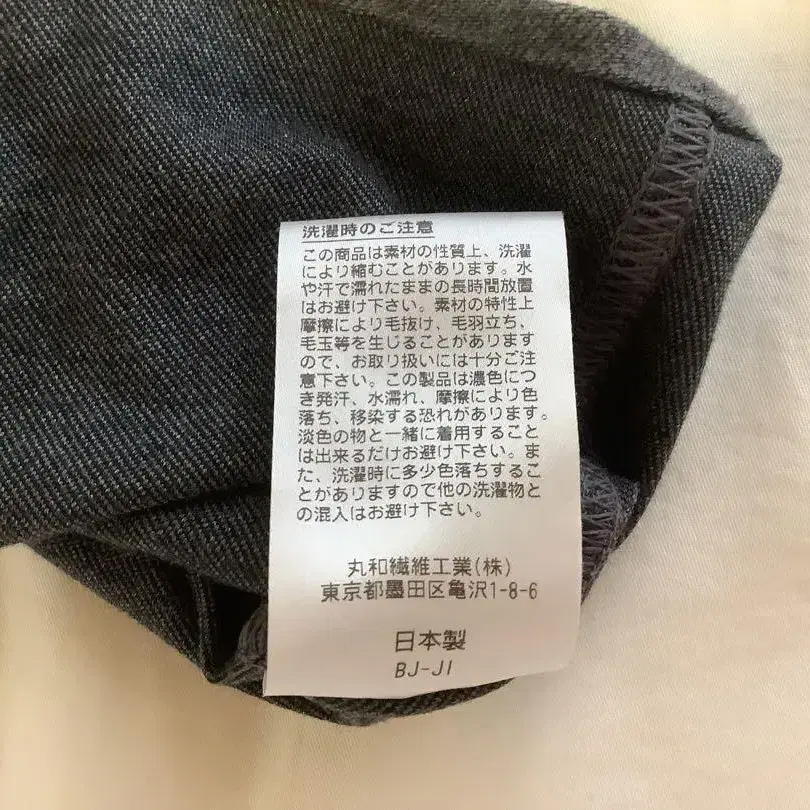 洗濯時のご注意
この商品は素材の性質上、洗濯
により縮むことがあります。水
や汗で濡れたままの長時間放置
はお避け下さい。素材の特性上
摩擦により毛抜け、毛羽立ち、
毛玉等を生じることがあります
ので、お取り扱いには十分ご注
意下さい。この製品は濃色につ
き発汗、水濡れ、摩擦により色
落ち、移染する恐れがあります。
淡色の物と一緒に着用すること
は出来るだけお避け下さい。ま
た、洗濯時に多少色落ちするこ
とがありますので他の洗濯物と
の混入はお避け下さい。
丸和繊維工業(株)
東京都墨田区亀沢1-8-6
日本製
BJ-JI